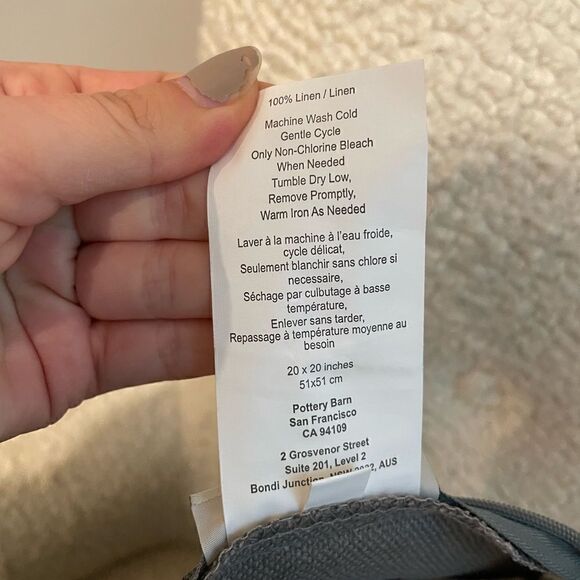 100% Linen / Linen
Machine Wash Cold
Gentle Cycle
Only Non-Chlorine Bleach
When Needed
Tumble Dry Low,
Remove Promptly,
Warm Iron As Needed
Laver à la machine à l'eau froide,
cycle délicat,
Seulement blanchir sans chlore si
necessaire,
Séchage par culbutage à basse
température,
Enlever sans tarder,
Repassage à température moyenne au
besoin
20 x 20 inches
51x51 cm
Pottery Barn
San Francisco
CA 94109
2 Grosvenor Street
Suite 201, Level 2
Bondi Junction, AUS